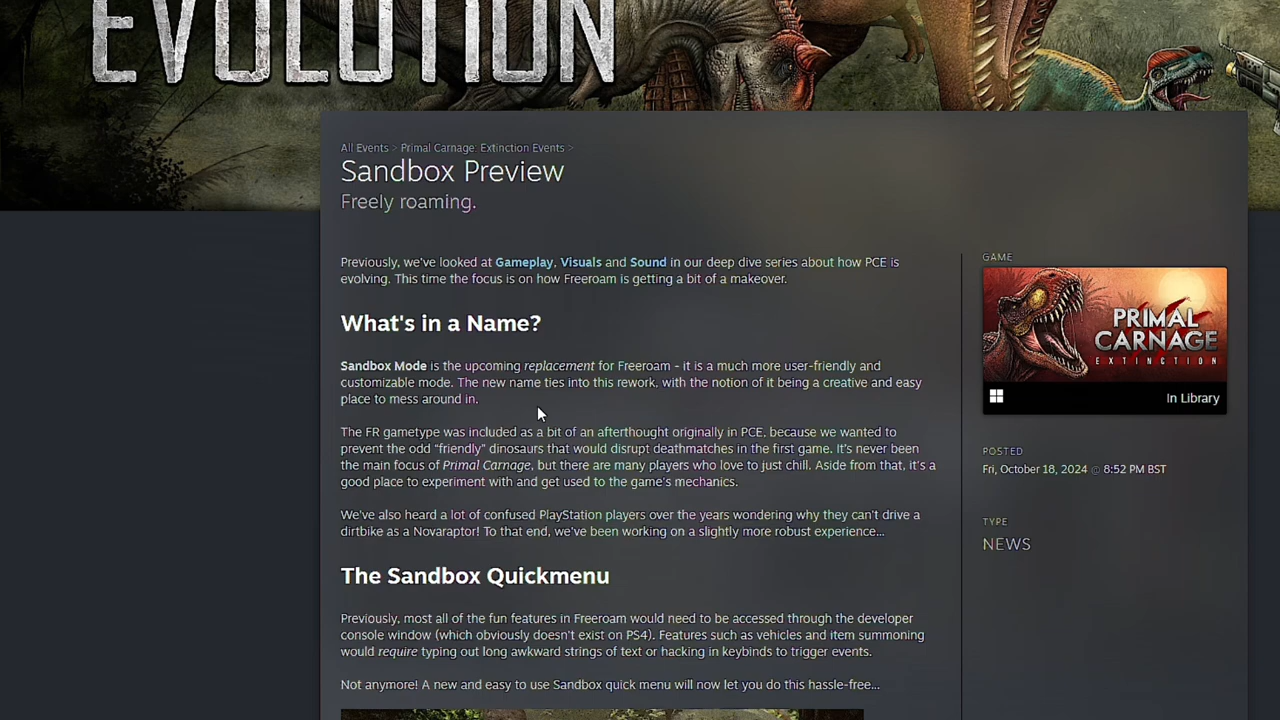 EVOLUTION
All Events > Primal Carnage: Extinction Events >
Sandbox Preview
Freely roaming.
Previously, we've looked at Gameplay, Visuals and Sound in our deep dive series about how PCE is
evolving. This time the focus is on how Freeroam is getting a bit of a makeover.
What's in a Name?
Sandbox Mode is the upcoming replacement for Freeroam - it is a much more user-friendly and
customizable mode. The new name ties into this rework, with the notion of it being a creative and easy
place to mess around in.
The FR gametype was included as a bit of an afterthought originally in PCE, because we wanted to
prevent the odd "friendly" dinosaurs that would disrupt deathmatches in the first game. It's never been
the main focus of Primal Carnage, but there are many players who love to just chill. Aside from that, it's a
good place to experiment with and get used to the game's mechanics.
We've also heard a lot of confused PlayStation players over the years wondering why they can't drive a
dirtbike as a Novaraptor! To that end, we've been working on a slightly more robust experience...
The Sandbox Quickmenu
Previously, most all of the fun features in Freeroam would need to be accessed through the developer
console window (which obviously doesn't exist on PS4). Features such as vehicles and item summoning
would require typing out long awkward strings of text or hacking in keybinds to trigger events.
Not anymore! A new and easy to use Sandbox quick menu will now let you do this hassle-free...
GAME
PRIMAL
CARNAGE
EXTINCTION
In Library
POSTED
Fri, October 18, 2024 @ 8:52 PM BST
TYPE
NEWS